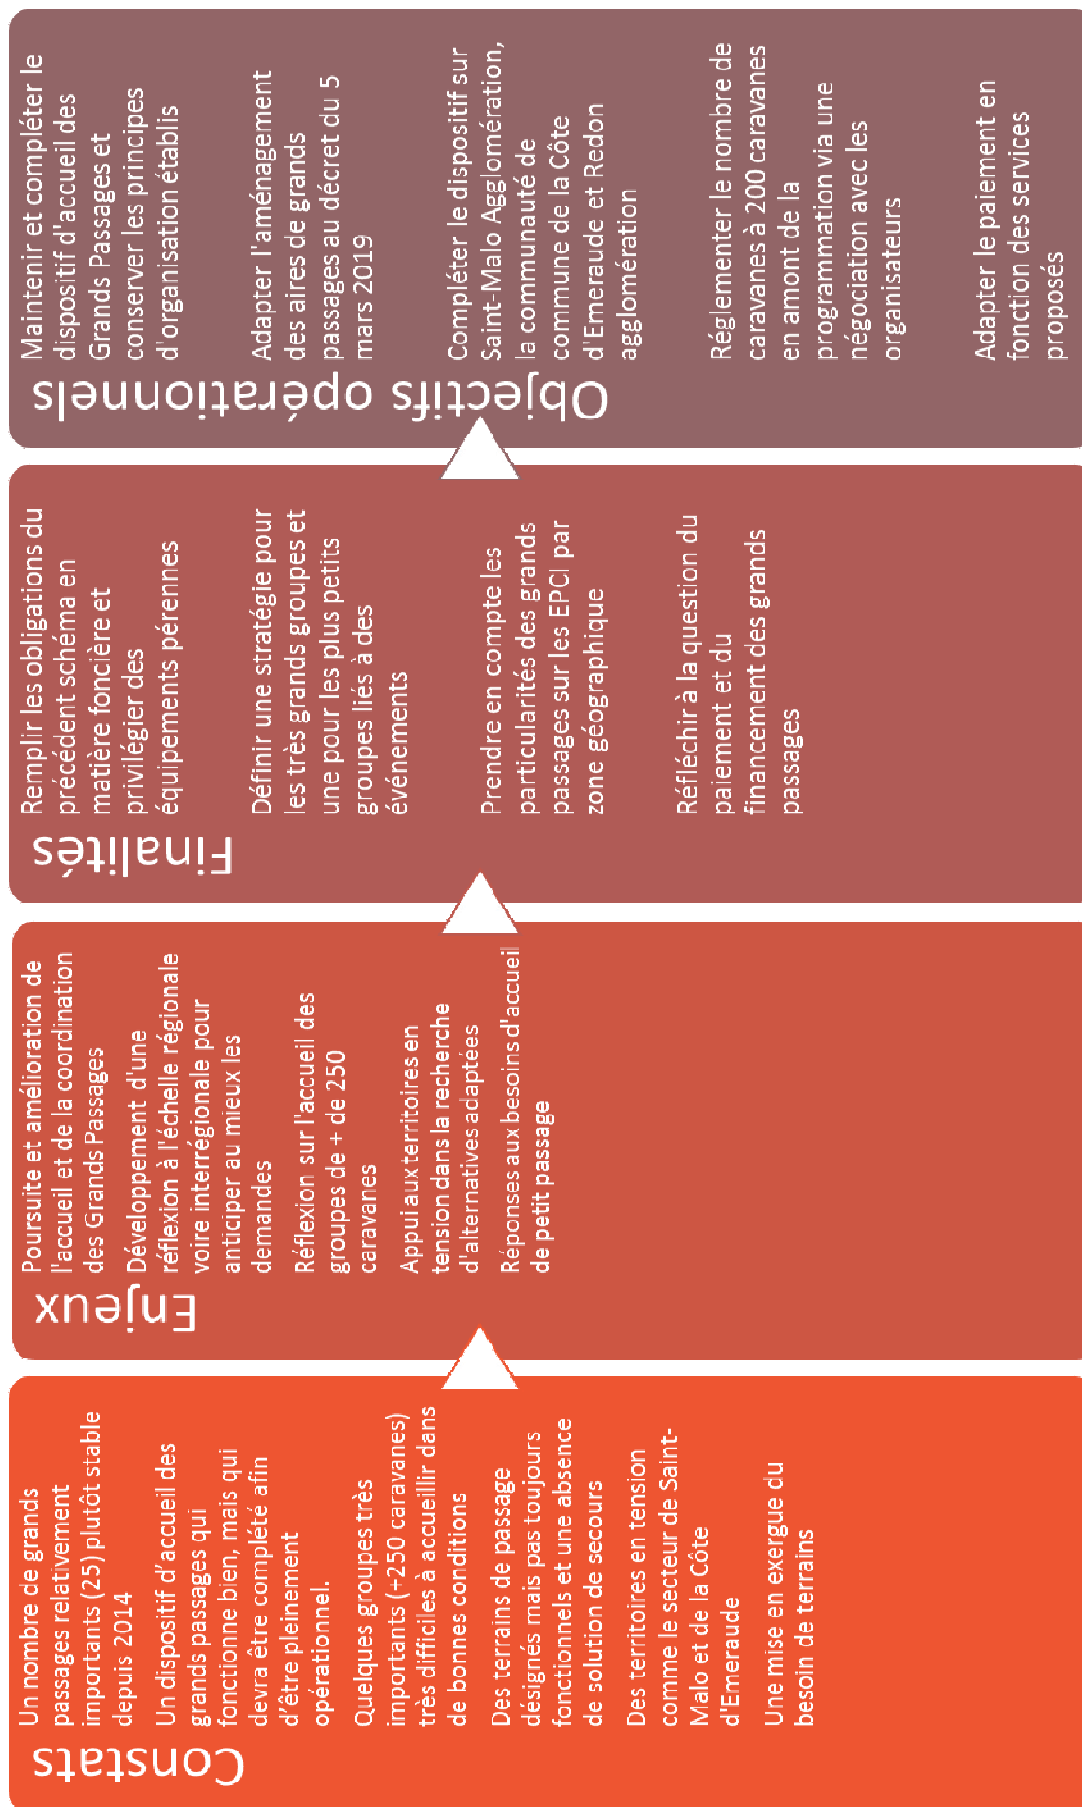 Constats
Un nombre de grands
passages relativement
importants (25) plutôt stable
depuis 2014
Un dispositif d’accueil des
grands passages qui
fonctionne bien, mais qui
devra être complété afin
d’être pleinement
opérationnel.
Quelques groupes très
importants (+250 caravanes)
très difficiles à accueillir dans
de bonnes conditions
Des terrains de passage
désignés mais pas toujours
fonctionnels et une absence
de solution de secours
Des territoires en tension
comme le secteur de Saint-
Malo et de la Côte
d'Emeraude
Une mise en exergue du
besoin de terrains
Enjeux
Poursuite et amélioration de
l'accueil et de la coordination
des Grands Passages
Développement d'une
réflexion à l'échelle régionale
voire interrégionale pour
anticiper au mieux les
demandes
Réflexion sur l'accueil des
groupes de + de 250
caravanes
Appui aux territoires en
tension dans la recherche
d'alternatives adaptées
Réponses aux besoins d'accueil
de petit passage
Finalités
Remplir les obligations du
précédent schéma en
matière foncière et
privilégier des
équipements pérennes
Définir une stratégie pour
les très grands groupes et
une pour les plus petits
groupes liés à des
événements
Prendre en compte les
particularités des grands
passages sur les EPCI par
zone géographique
Réfléchir à la question du
paiement et du
financement des grands
passages
Objectifs opérationnels
Maintenir et compléter le
dispositif d'accueil des
Grands Passages et
conserver les principes
d'organisation établis
Adapter l'aménagement
des aires de grands
passages au décret du 5
mars 2019
Compléter le dispositif sur
Saint-Malo Agglomération,
la communauté de
commune de la Côte
d'Emeraude et Redon
agglomération
Réglementer le nombre de
caravanes à 200 caravanes
en amont de la
programmation via une
négociation avec les
organisateurs
Adapter le paiement en
fonction des services
proposés